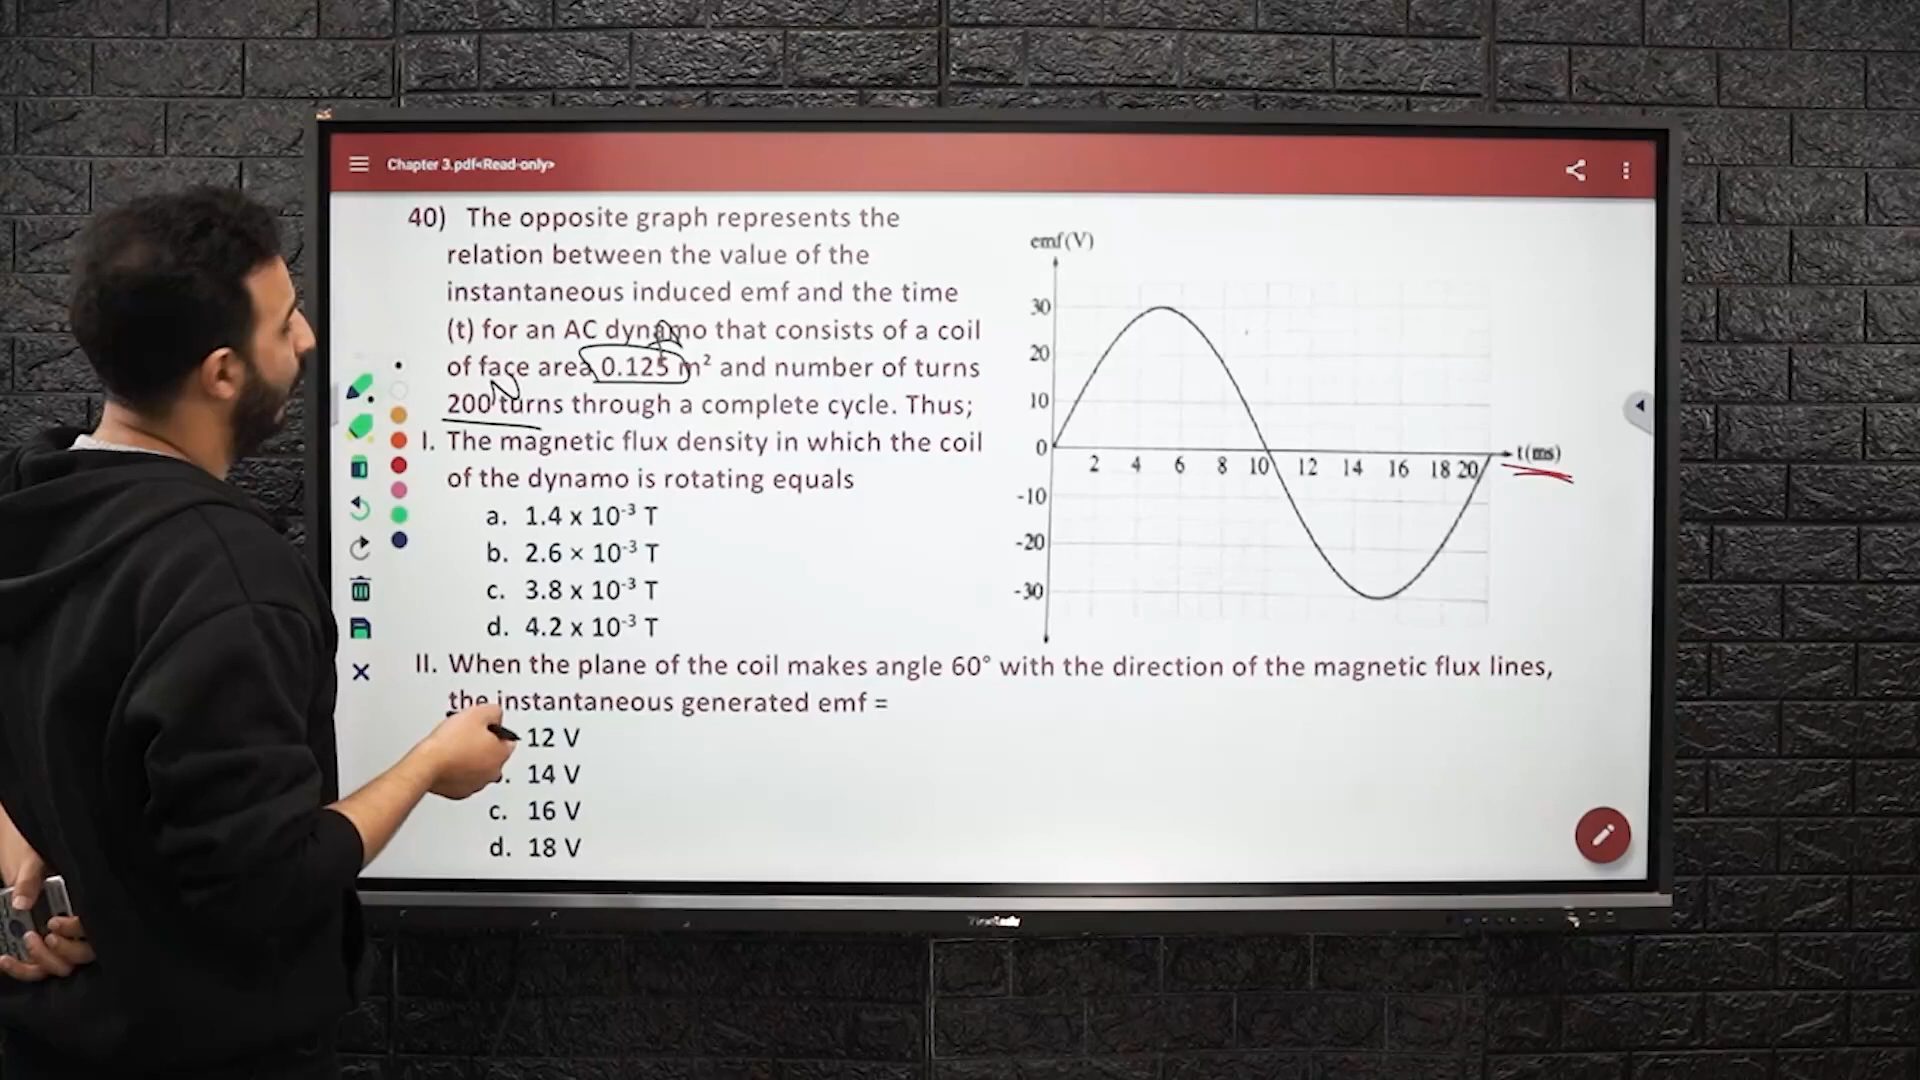 Chapter 3.pdf<Read-only>
40) The opposite graph represents the
relation between the value of the
instantaneous induced emf and the time
(t) for an AC dynamo that consists of a coil
of face area 0.125 m² and number of turns
200 turns through a complete cycle. Thus;
I. The magnetic flux density in which the coil
of the dynamo is rotating equals
a. 1.4 x 10⁻³ T
b. 2.6 × 10⁻³ T
c. 3.8 x 10⁻³ T
d. 4.2 x 10⁻³ T
emf(V)
30
20
10
0
-10
-20
-30
2 4 6 8 10 12 14 16 18 20
t(ms)
II. When the plane of the coil makes angle 60° with the direction of the magnetic flux lines,
the instantaneous generated emf =
12 V
. 14 V
c. 16 V
d. 18 V
N